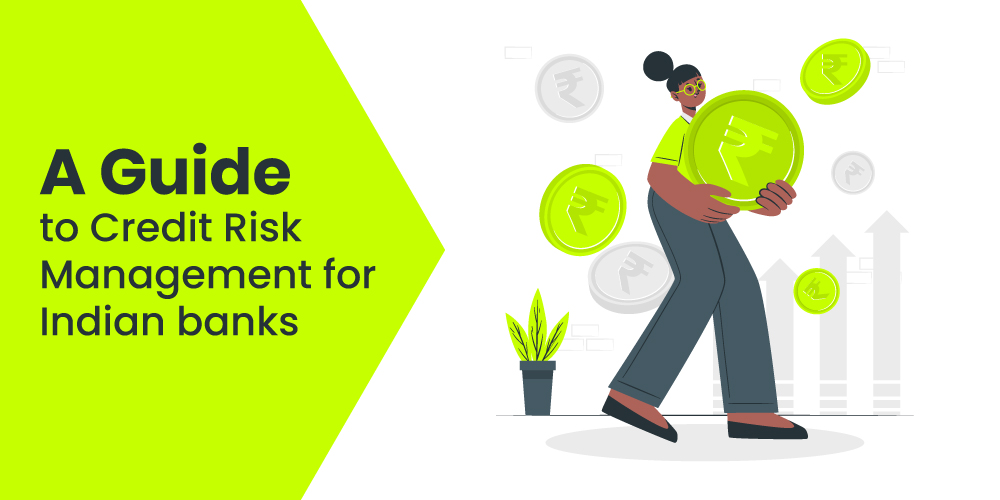 A Guide
to Credit Risk
Management for
Indian banks